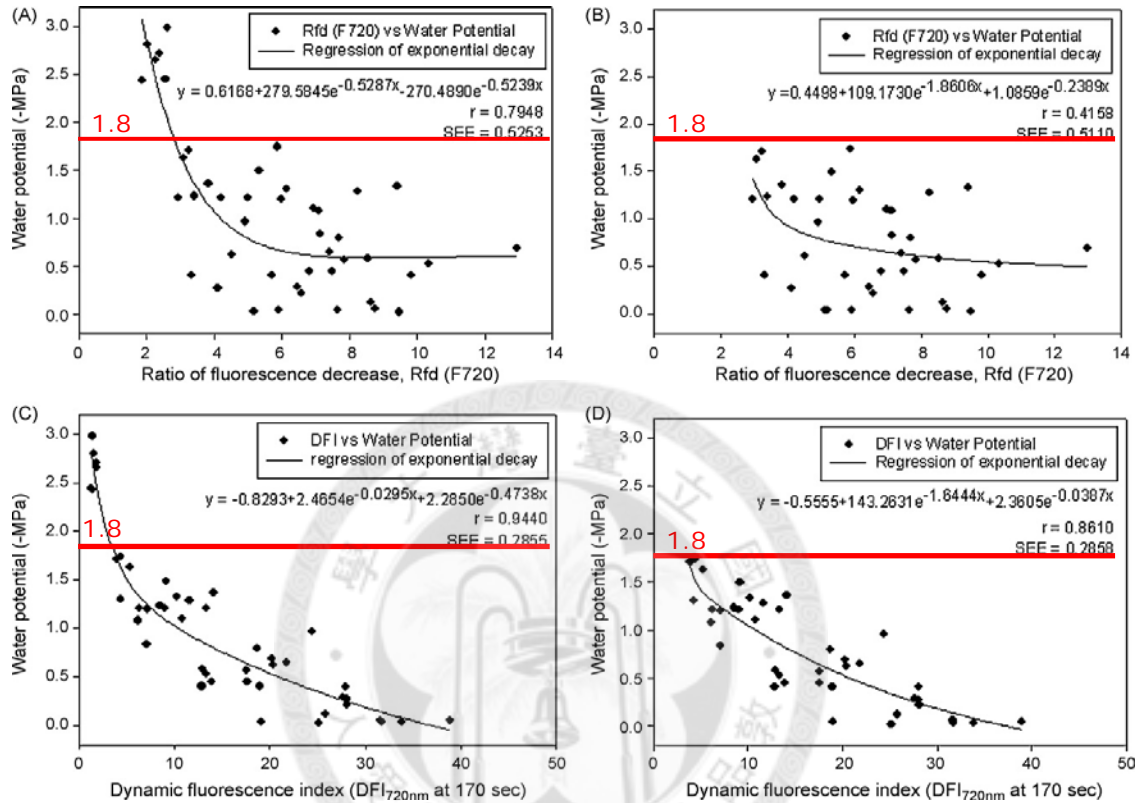 (A)
Rfd (F720) vs Water Potential
Regression of exponential decay
y = 0.6168+279.5845e-0.5287x-270.4890e-0.5239x
r = 0.7948
SEE = 0.5253
1.8
Water potential (-MPa)
3.0
2.5
2.0
1.5
1.0
0.5
0.0
0 2 4 6 8 10 12 14
Ratio of fluorescence decrease, Rfd (F720)
(B)
Rfd (F720) vs Water Potential
Regression of exponential decay
y =0.4498+109.1730e-1.8606x+1.0859e-0.2389x
r = 0.4158
SEE = 0.5110
1.8
Water potential (-MPa)
3.0
2.5
2.0
1.5
1.0
0.5
0.0
0 2 4 6 8 10 12 14
Ratio of fluorescence decrease, Rfd (F720)
(C)
DFI vs Water Potential
regression of exponential decay
y = -0.8293+2.4654e-0.0295x+2.2850e-0.4738x
r = 0.9440
SEE = 0.2855
1.8
Water potential (-MPa)
3.0
2.5
2.0
1.5
1.0
0.5
0.0
0 10 20 30 40 50
Dynamic fluorescence index (DFI720nm at 170 sec)
(D)
DFI vs Water Potential
Regression of exponential decay
y = -0.5555+143.2631e-1.6444x+2.3605e-0.0387x
r = 0.8610
SEE = 0.2858
1.8
Water potential (-MPa)
3.0
2.5
2.0
1.5
1.0
0.5
0.0
0 10 20 30 40 50
Dynamic fluorescence index (DFI720nm at 170 sec)
大學灣臺立國
人品敦